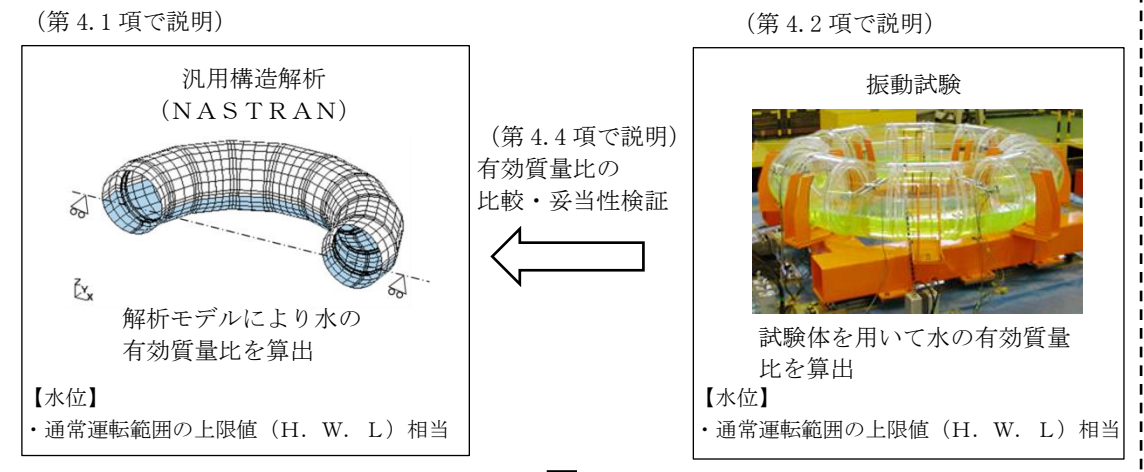 (第 4.1 項で説明)
汎用構造解析
(NASTRAN)
Z
Y
X
解析モデルにより水の
有効質量比を算出
【水位】
・通常運転範囲の上限値(H．W．L)相当
(第 4.4 項で説明)
有効質量比の
比較・妥当性検証
(第 4.2 項で説明)
振動試験
試験体を用いて水の有効質量
比を算出
【水位】
・通常運転範囲の上限値(H．W．L)相当